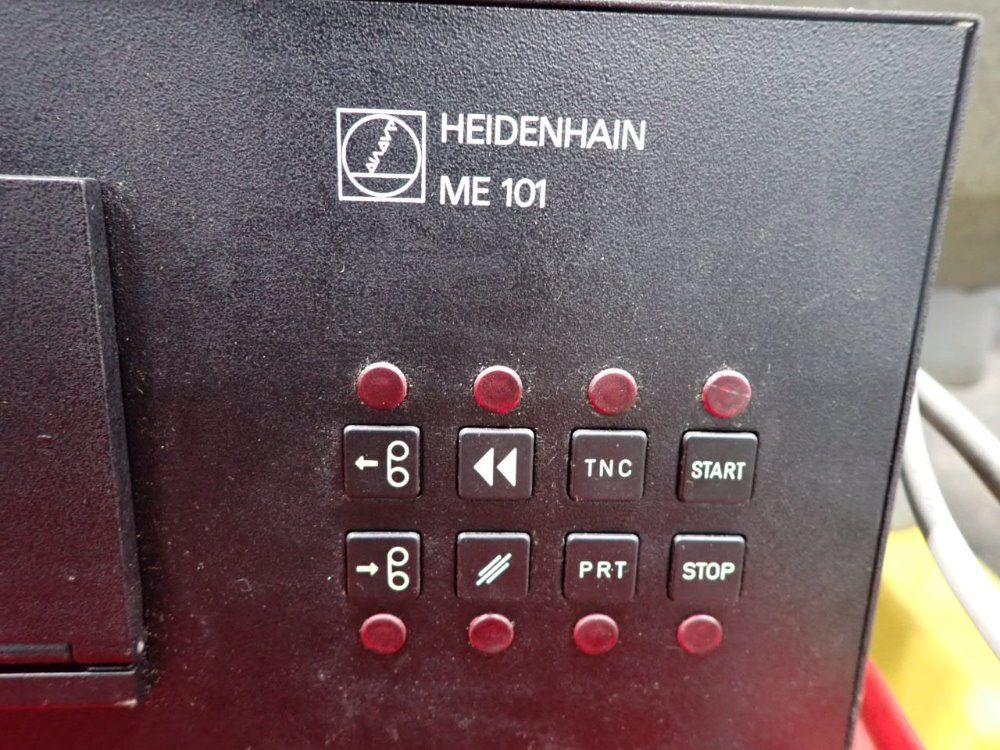 HEIDENHAIN
ME 101
TNC START
PRT STOP